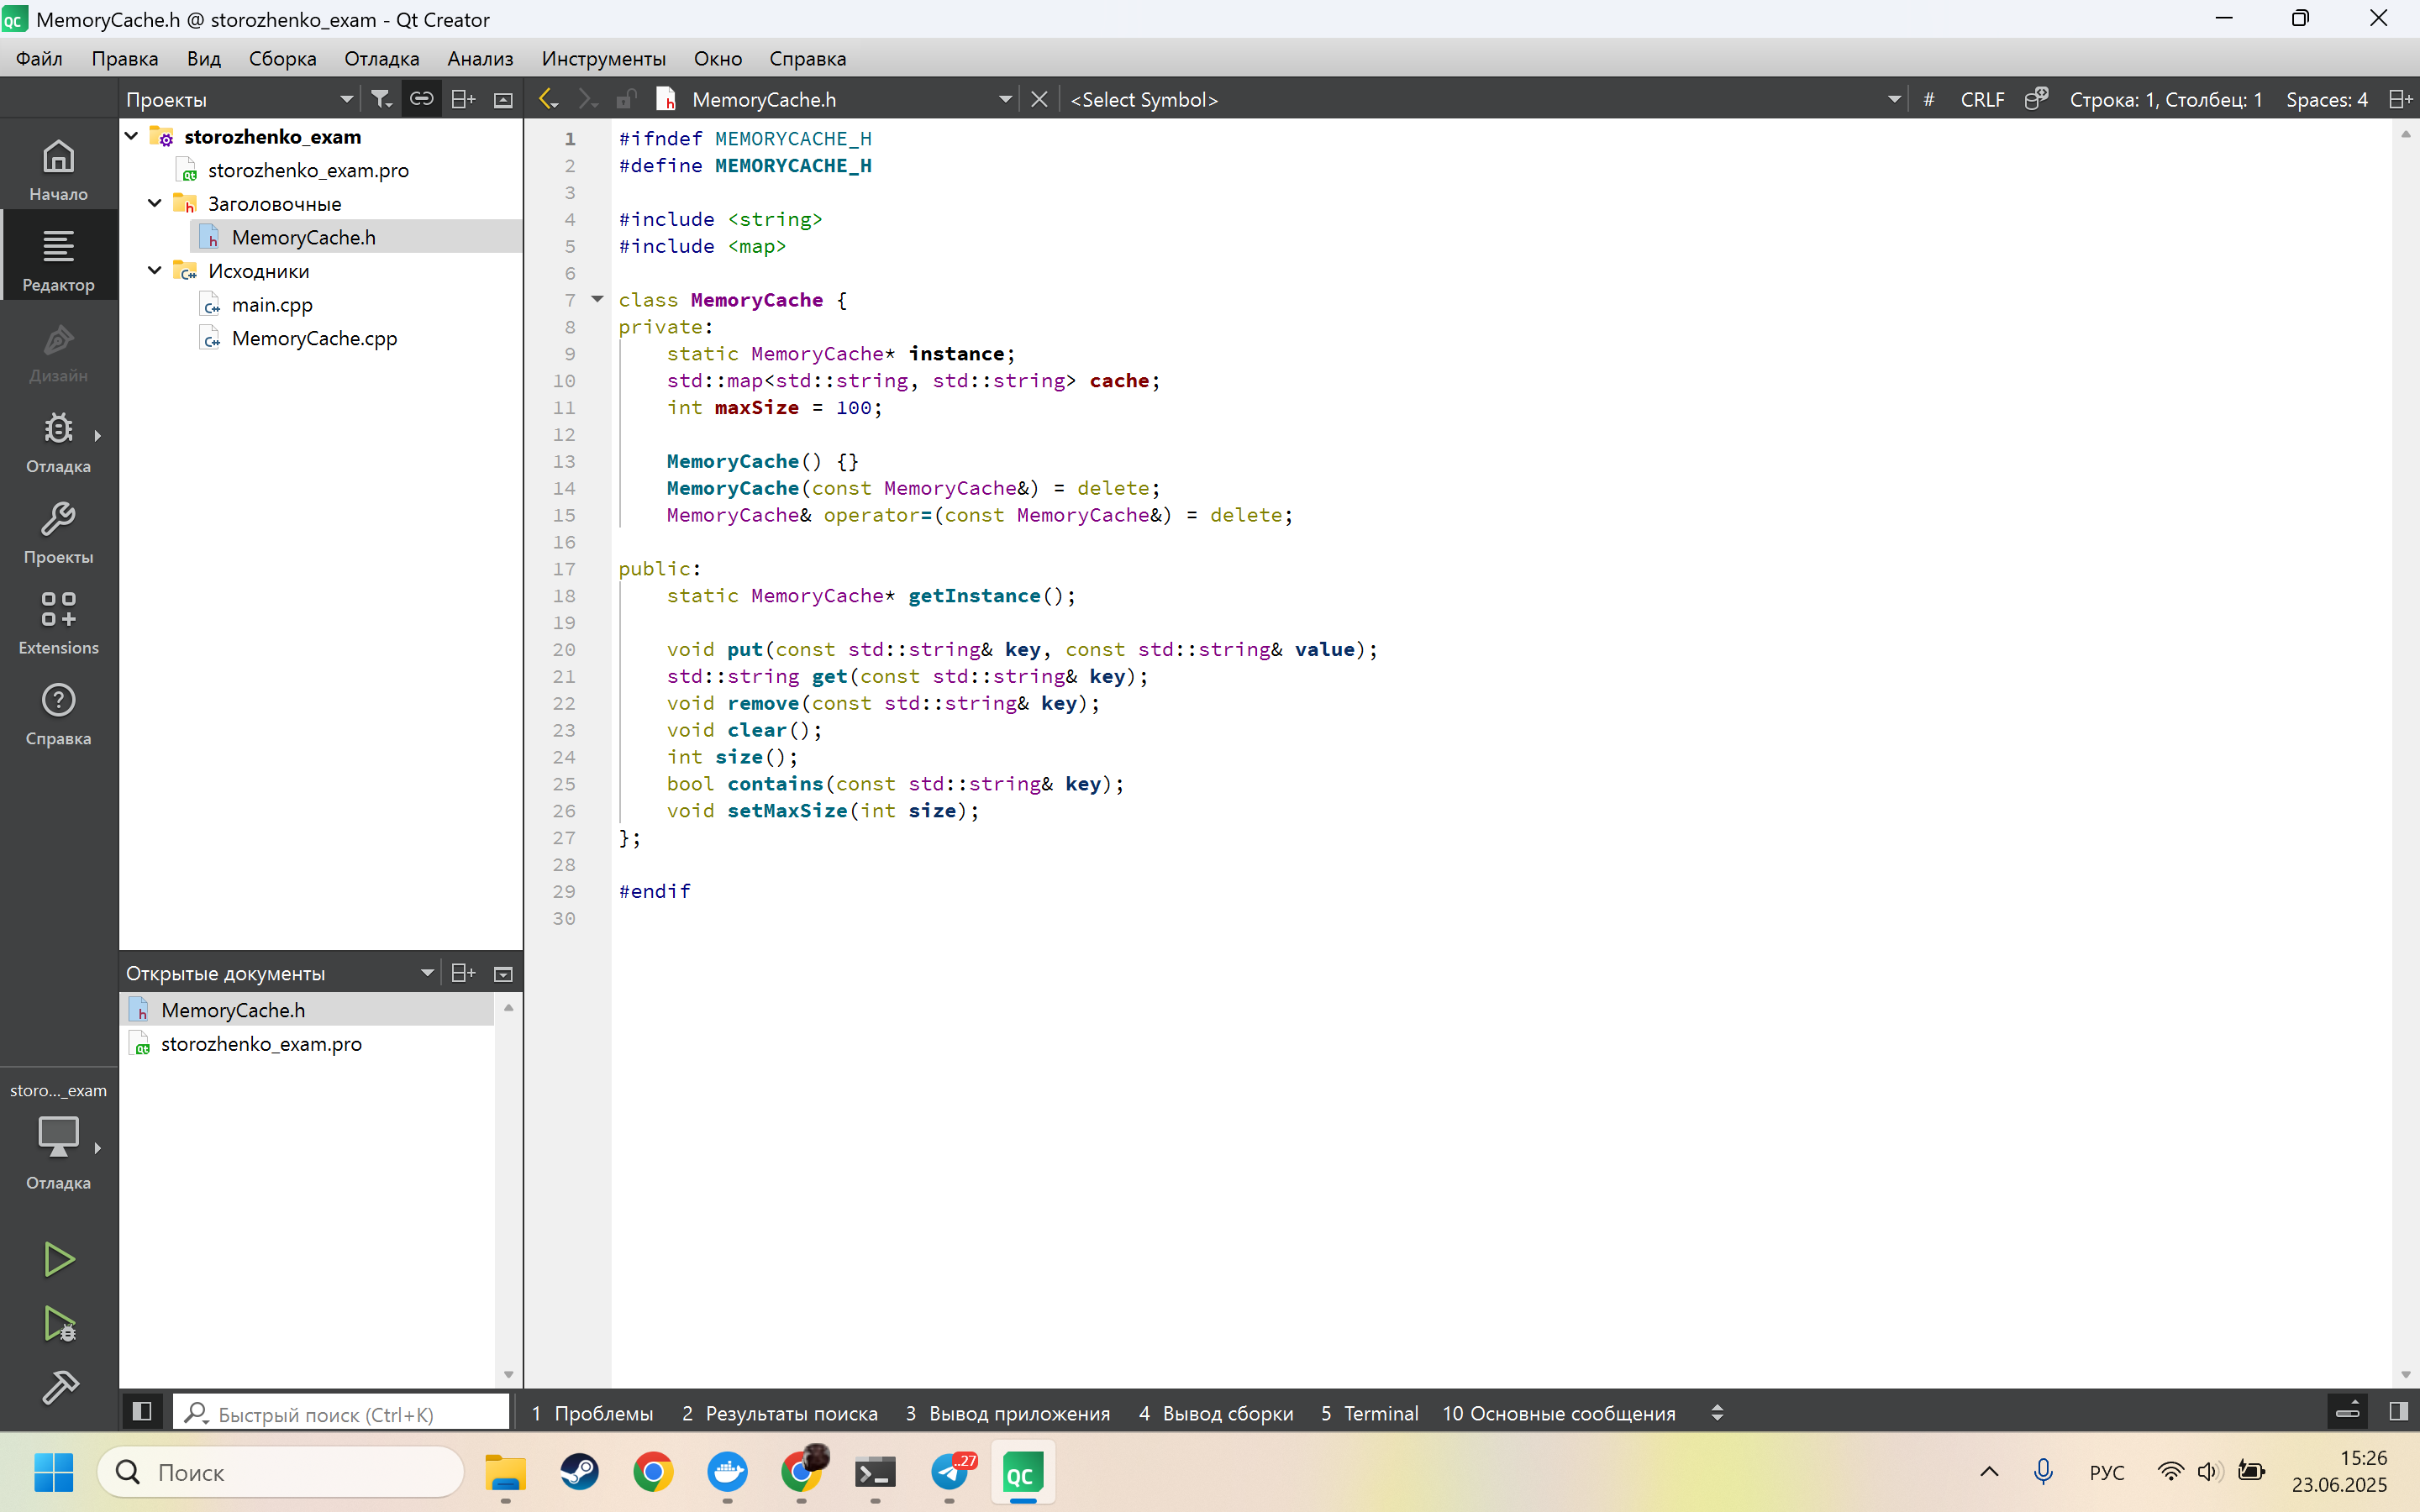 MemoryCache.h @ storozhenko_exam - Qt Creator
Файл Правка Вид Сборка Отладка Анализ Инструменты Окно Справка
Проекты
MemoryCache.h
<Select Symbol>
# CRLF Строка: 1, Столбец: 1 Spaces: 4
Начало
Редактор
Дизайн
Отладка
Проекты
Extensions
Справка
storo..._exam
Отладка
storozhenko_exam
storozhenko_exam.pro
Заголовочные
MemoryCache.h
Исходники
main.cpp
MemoryCache.cpp
Открытые документы
MemoryCache.h
storozhenko_exam.pro
1 #ifndef MEMORYCACHE_H
2 #define MEMORYCACHE_H
3
4 #include <string>
5 #include <map>
6
7 class MemoryCache {
8 private:
9     static MemoryCache* instance;
10     std::map<std::string, std::string> cache;
11     int maxSize = 100;
12
13     MemoryCache() {}
14     MemoryCache(const MemoryCache&) = delete;
15     MemoryCache& operator=(const MemoryCache&) = delete;
16
17 public:
18     static MemoryCache* getInstance();
19
20     void put(const std::string& key, const std::string& value);
21     std::string get(const std::string& key);
22     void remove(const std::string& key);
23     void clear();
24     int size();
25     bool contains(const std::string& key);
26     void setMaxSize(int size);
27 };
28
29 #endif
30
Быстрый поиск (Ctrl+K)
1 Проблемы 2 Результаты поиска 3 Вывод приложения 4 Вывод сборки 5 Terminal 10 Основные сообщения
Поиск
..27
QC
РУС
15:26
23.06.2025